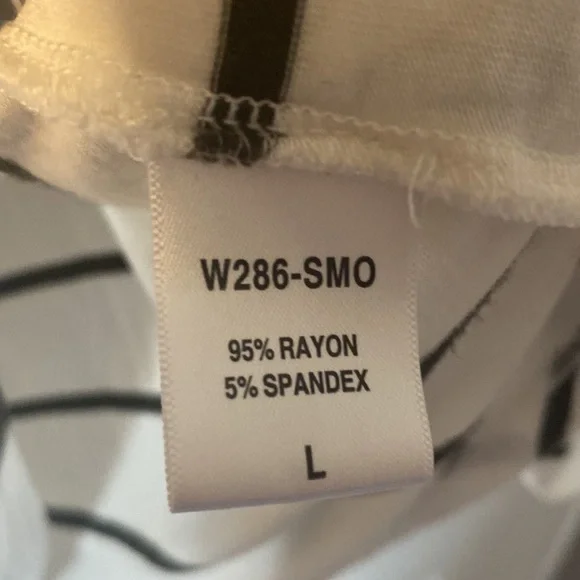 W286-SMO
95% RAYON
5% SPANDEX
L